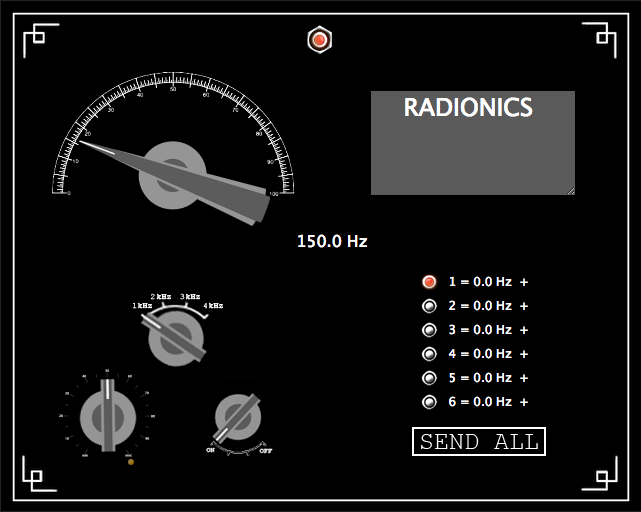 RADIONICS
0 10 20 30 40 50 60 70 80 90 100
150.0 Hz
1 kHz 2 kHz 3 kHz 4 kHz
1 = 0.0 Hz +
2 = 0.0 Hz +
3 = 0.0 Hz +
4 = 0.0 Hz +
5 = 0.0 Hz +
6 = 0.0 Hz +
ON OFF
SEND ALL